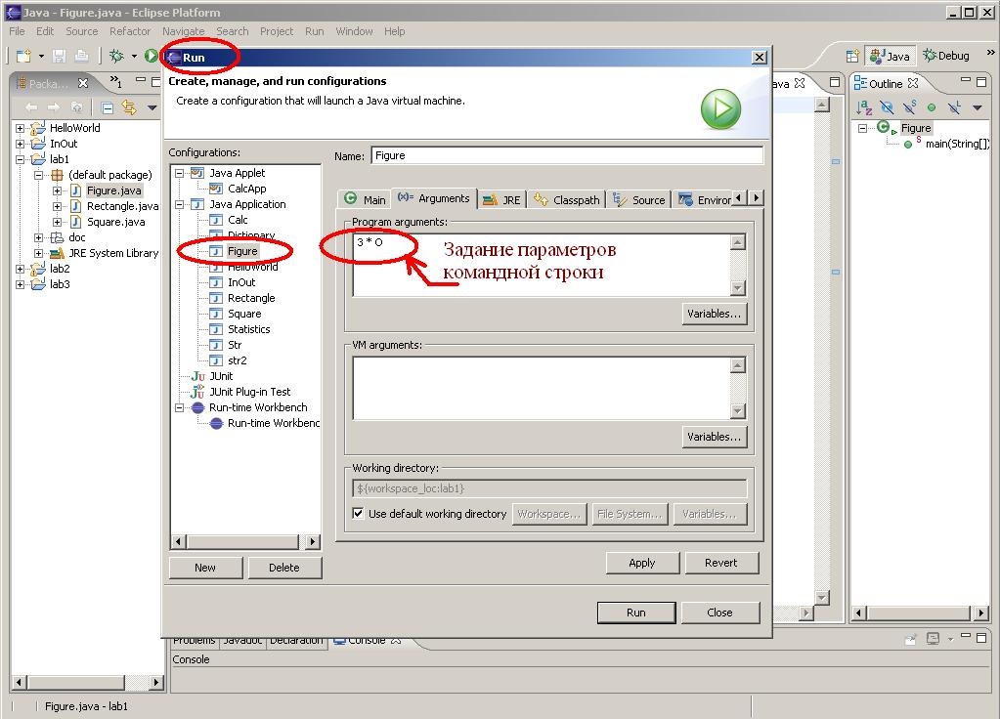 Java - Figure.java - Eclipse Platform
File Edit Source Refactor Navigate Search Project Run Window Help
Java Debug
Packa...
HelloWorld
InOut
lab1
(default package)
Figure.java
Rectangle.java
Square.java
doc
JRE System Library
lab2
lab3
Run
Create, manage, and run configurations
Create a configuration that will launch a Java virtual machine.
Configurations:
Java Applet
CalcApp
Java Application
Calc
Dictionary
Figure
HelloWorld
InOut
Rectangle
Square
Statistics
Str
str2
JUnit
JUnit Plug-in Test
Run-time Workbench
Run-time Workbenc
New Delete
Name: Figure
Main (x)= Arguments JRE Classpath Source Environ
Program arguments:
3 * O
Задание параметров
командной строки
Variables...
VM arguments:
Variables...
Working directory:
${workspace_loc:lab1}
Use default working directory Workspace... File System... Variables...
Apply Revert
Run Close
ava
Outline
Figure
main(String[])
Problems Javadoc Declaration Console
Console
Figure.java - lab1